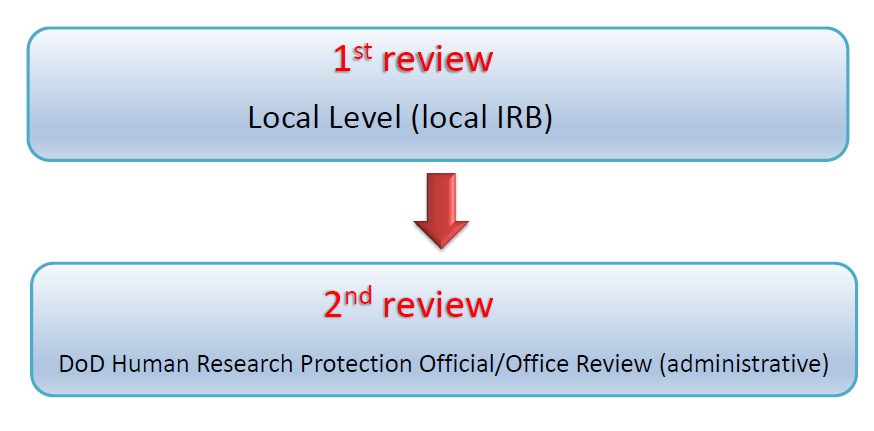 1st review
Local Level (local IRB)
2nd review
DoD Human Research Protection Official/Office Review (administrative)